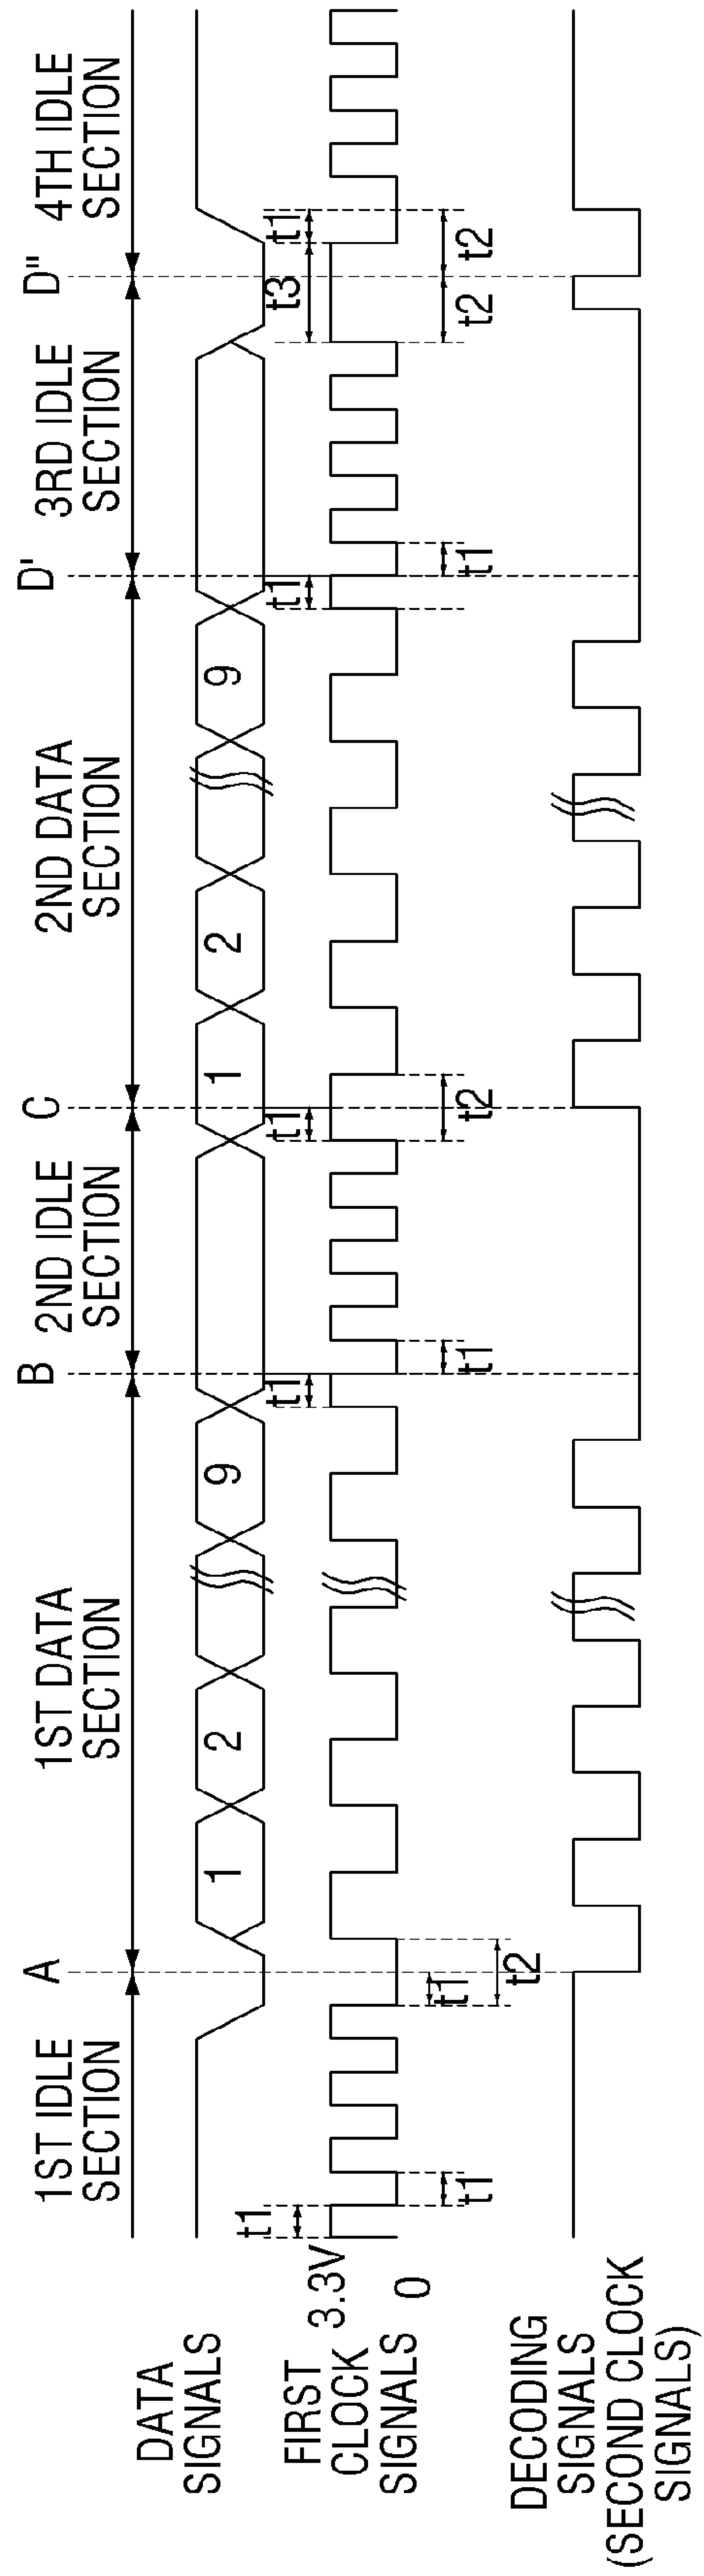 1ST IDLE
SECTION
A
1ST DATA
SECTION
B
2ND IDLE
SECTION
C
2ND DATA
SECTION
D'
3RD IDLE
SECTION
D"
4TH IDLE
SECTION
DATA
SIGNALS
1
2
9
1
2
9
FIRST
CLOCK
SIGNALS
3.3V
0
t1
t1
t1
t2
t1
t1
t1
t2
t1
t1
t3
t1
t2
t2
DECODING
SIGNALS
(SECOND CLOCK
SIGNALS)